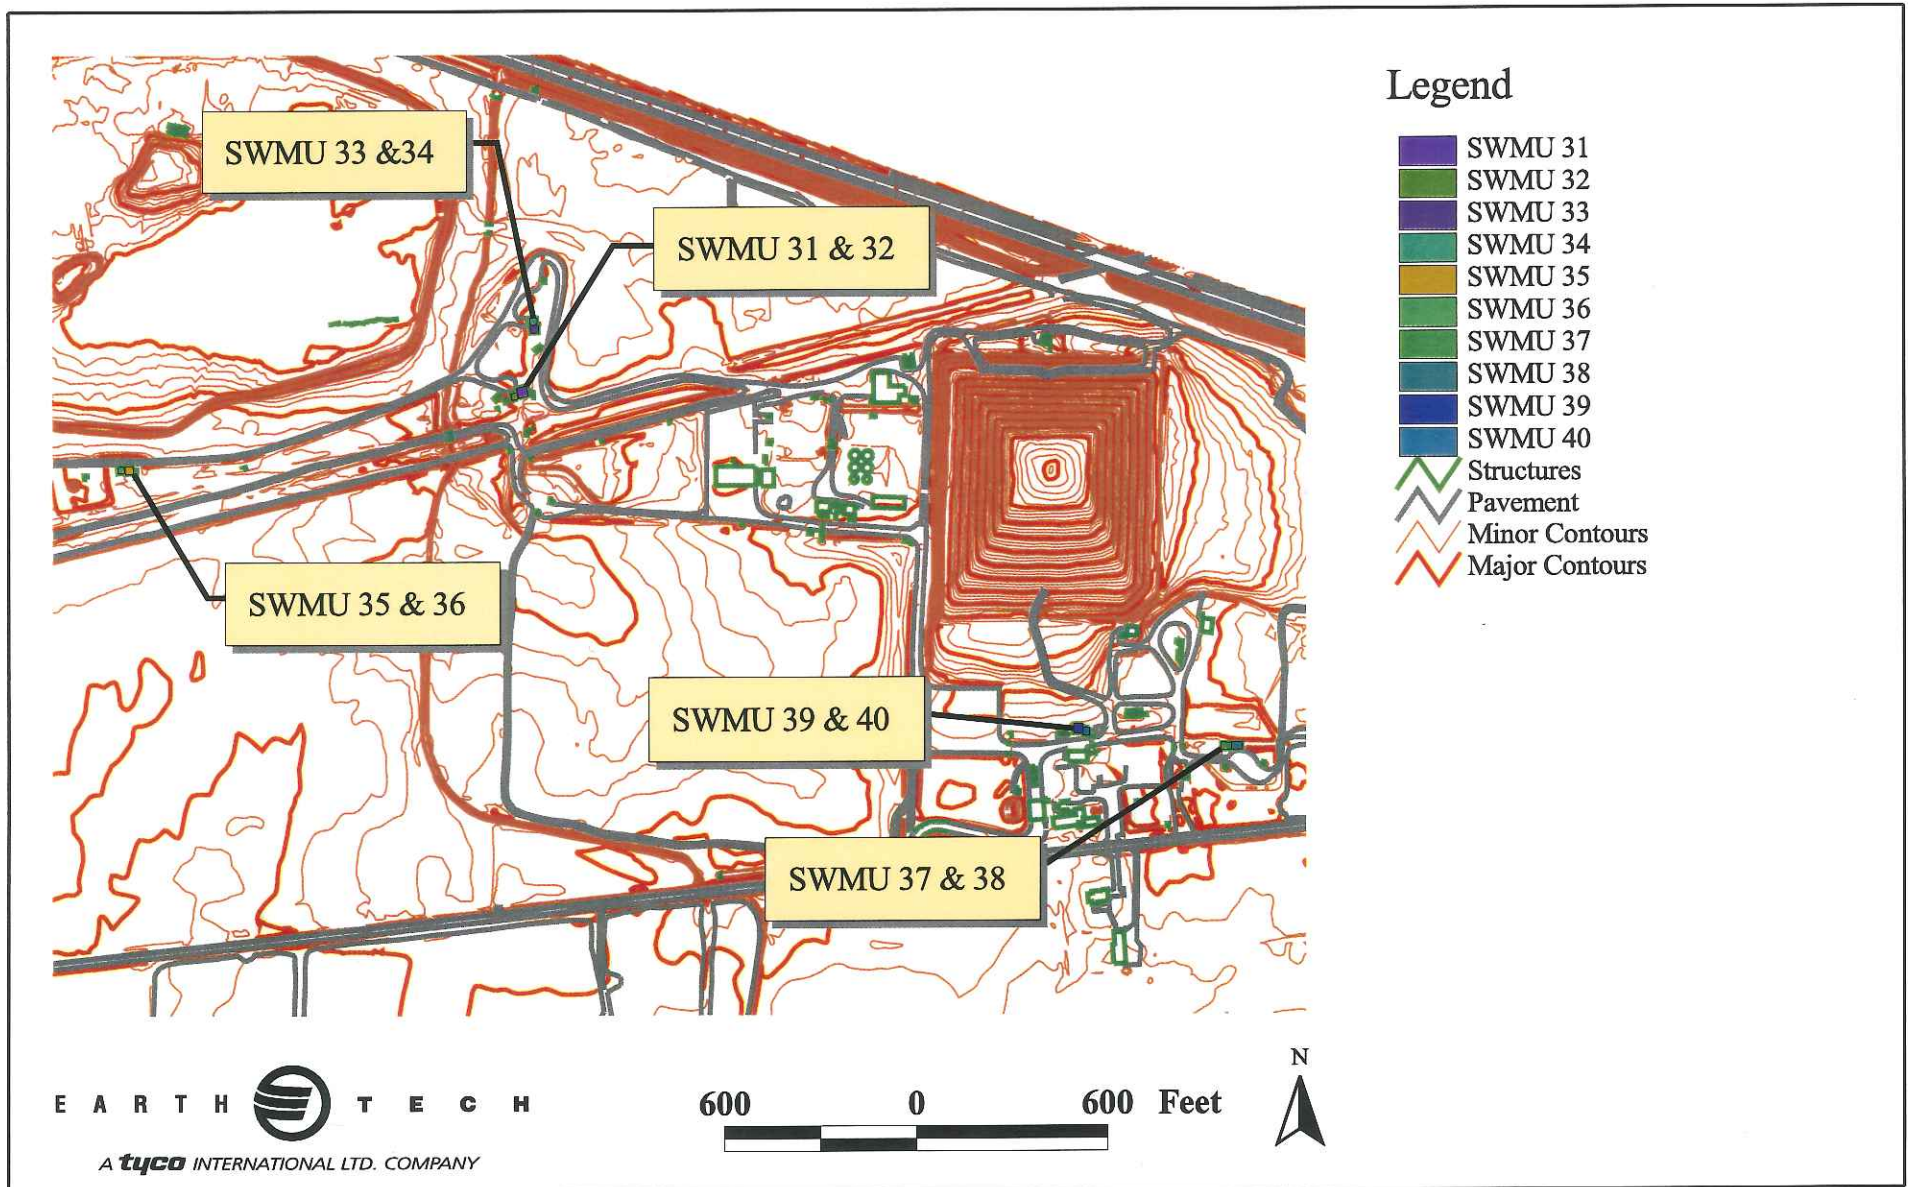 SWMU 33 &34
SWMU 31 & 32
SWMU 35 & 36
SWMU 39 & 40
SWMU 37 & 38
Legend
SWMU 31
SWMU 32
SWMU 33
SWMU 34
SWMU 35
SWMU 36
SWMU 37
SWMU 38
SWMU 39
SWMU 40
Structures
Pavement
Minor Contours
Major Contours
EARTH TECH
A tyco INTERNATIONAL LTD. COMPANY
600 0 600 Feet
N